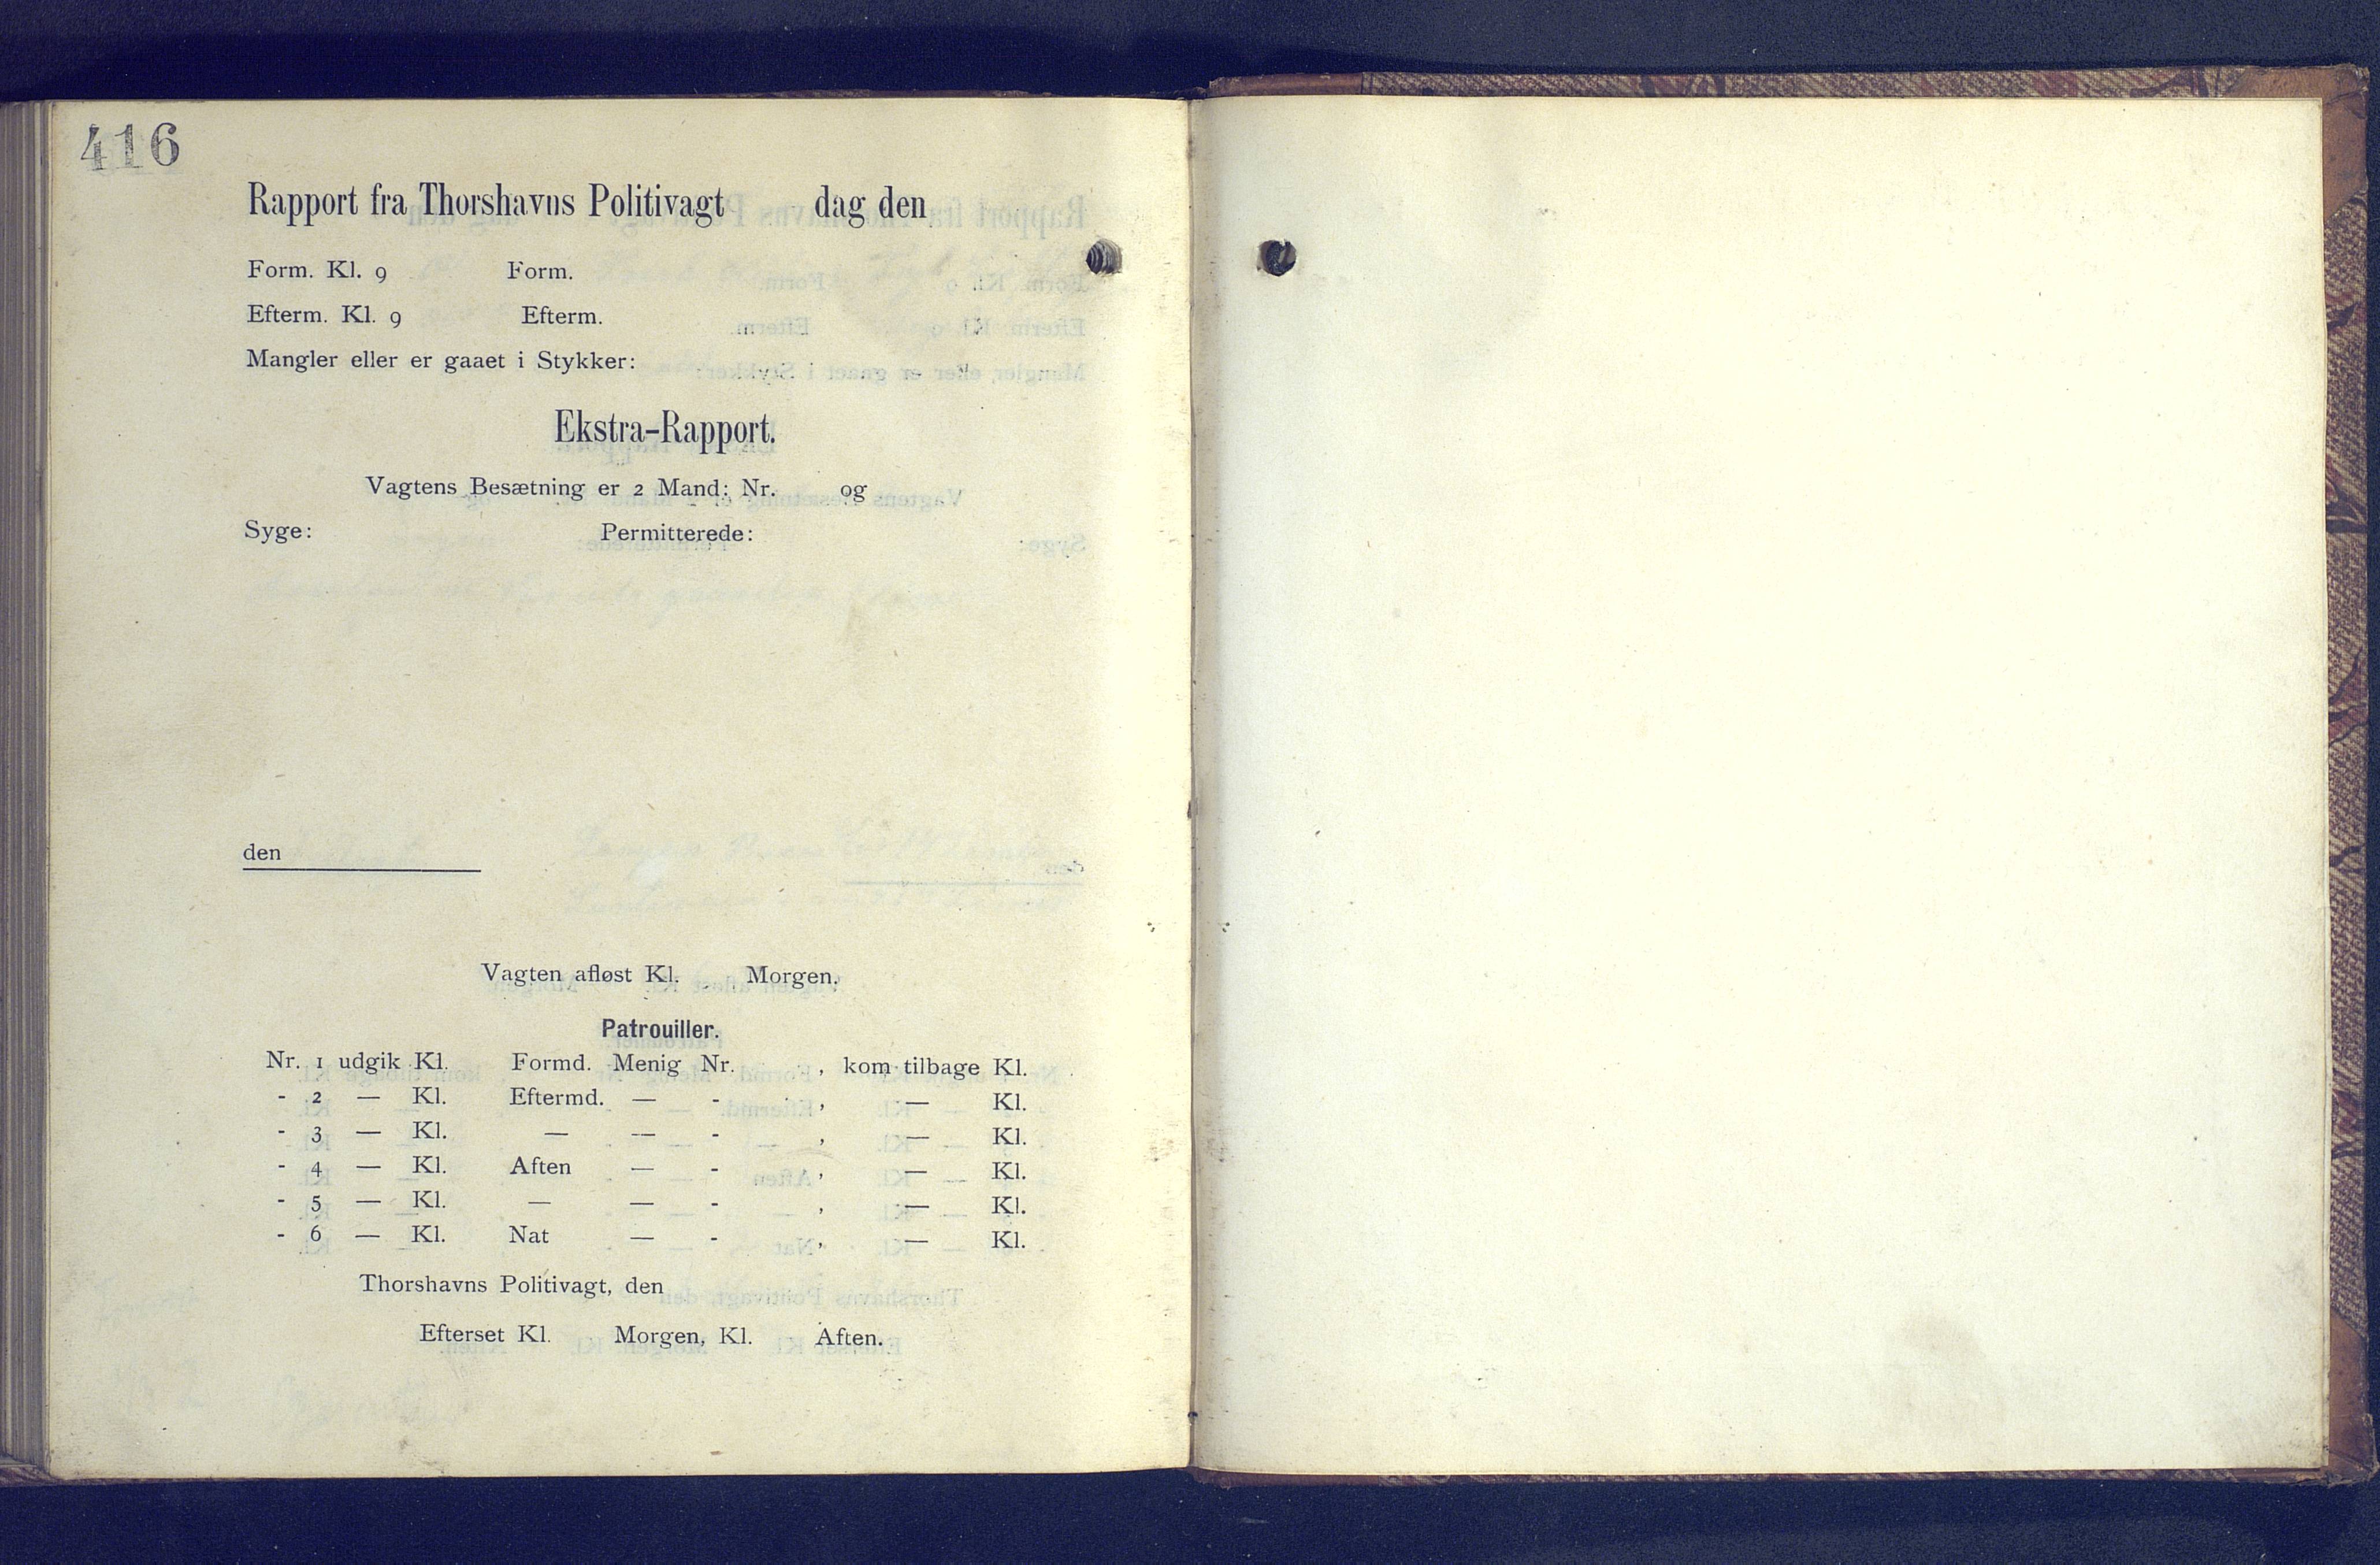 416
Rapport fra Thorshavns Politivagt dag den
Form. Kl. 9 Form.
Efterm. Kl. 9 Efterm.
Mangler eller er gaaet i Stykker:
Ekstra-Rapport.
Vagtens Besætning er 2 Mand: Nr. og
Syge: Permitterede:
den
Vagten afløst Kl. Morgen.
Patrouiller.
Nr. 1 udgik Kl. Formd. Menig Nr. , kom tilbage Kl.
- 2 — Kl. Eftermd. — - , — Kl.
- 3 — Kl. — — - , — Kl.
- 4 — Kl. Aften — - , — Kl.
- 5 — Kl. — — - , — Kl.
- 6 — Kl. Nat — - , — Kl.
Thorshavns Politivagt, den
Efterset Kl. Morgen, Kl. Aften.